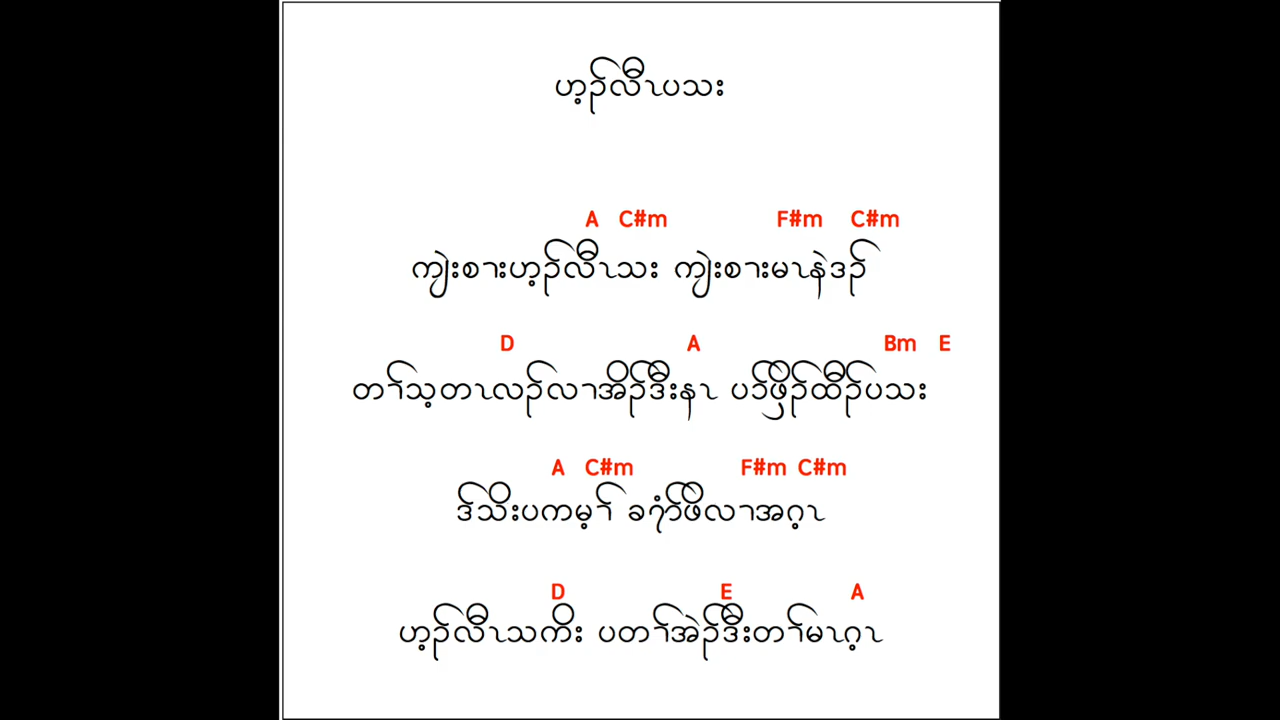 ဟ့ၣ်လီၤပသး
A C#m F#m C#m
ကျဲးစၢးဟ့ၣ်လီၤသး ကျဲးစၢးမၤနဲဒၣ်
D A Bm E
တၢ်သ့တၤလၣ်လၢအိၣ်ဒီးနၤ ပၥ်ဖှိၣ်ထီၣ်ပသး
A C#m F#m C#m
ဒ်သိးပကမ့ၢ် ခရံာ်ဖိလၢအဂ့ၤ
D E A
ဟ့ၣ်လီၤသကိး ပတၢ်အဲၣ်ဒီးတၢ်မၤဂ့ၤ